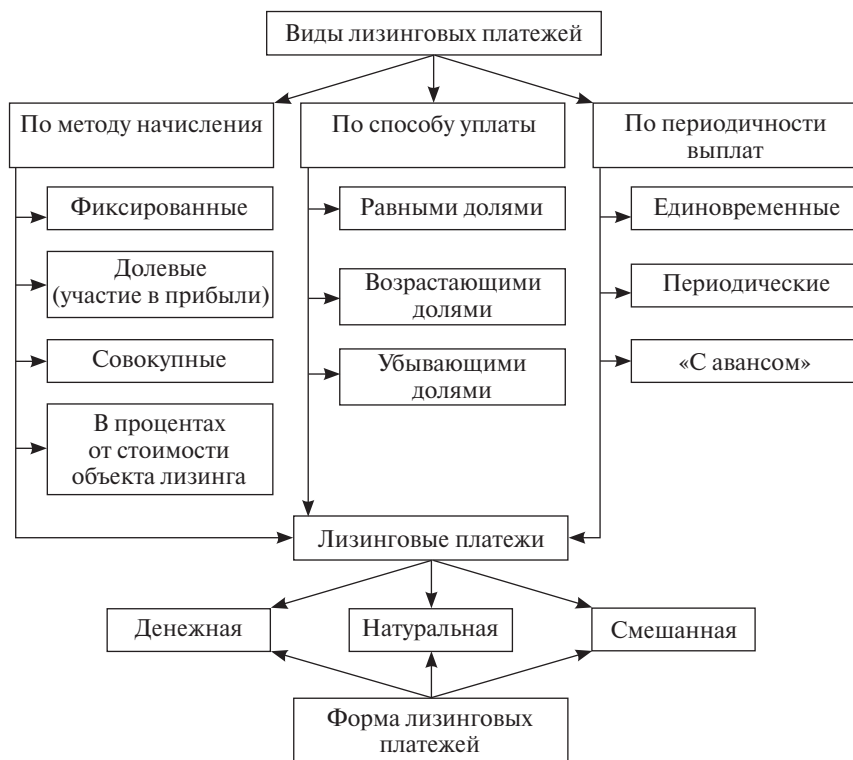 Виды лизинговых платежей
По методу начисления
По способу уплаты
По периодичности
выплат
Фиксированные
Долевые
(участие в прибыли)
Совокупные
В процентах
от стоимости
объекта лизинга
Равными долями
Возрастающими
долями
Убывающими
долями
Единовременные
Периодические
«С авансом»
Лизинговые платежи
Денежная
Натуральная
Смешанная
Форма лизинговых
платежей